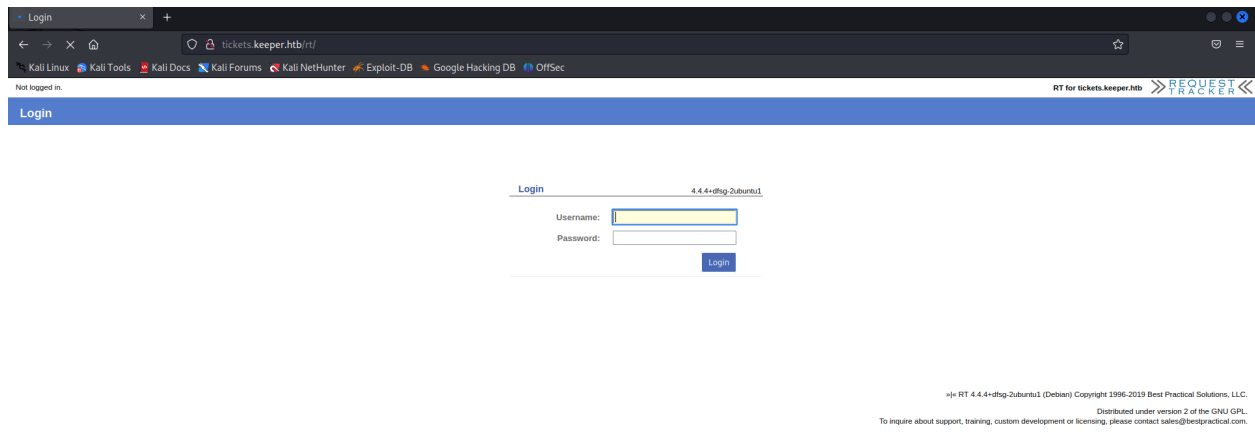 Login
tickets.keeper.htb/rt/
Kali Linux Kali Tools Kali Docs Kali Forums Kali NetHunter Exploit-DB Google Hacking DB OffSec
Not logged in.
RT for tickets.keeper.htb REQUEST TRACKER
Login
Login 4.4.4+dfsg-2ubuntu1
Username:
Password:
Login
»|« RT 4.4.4+dfsg-2ubuntu1 (Debian) Copyright 1996-2019 Best Practical Solutions, LLC.
Distributed under version 2 of the GNU GPL.
To inquire about support, training, custom development or licensing, please contact sales@bestpractical.com.